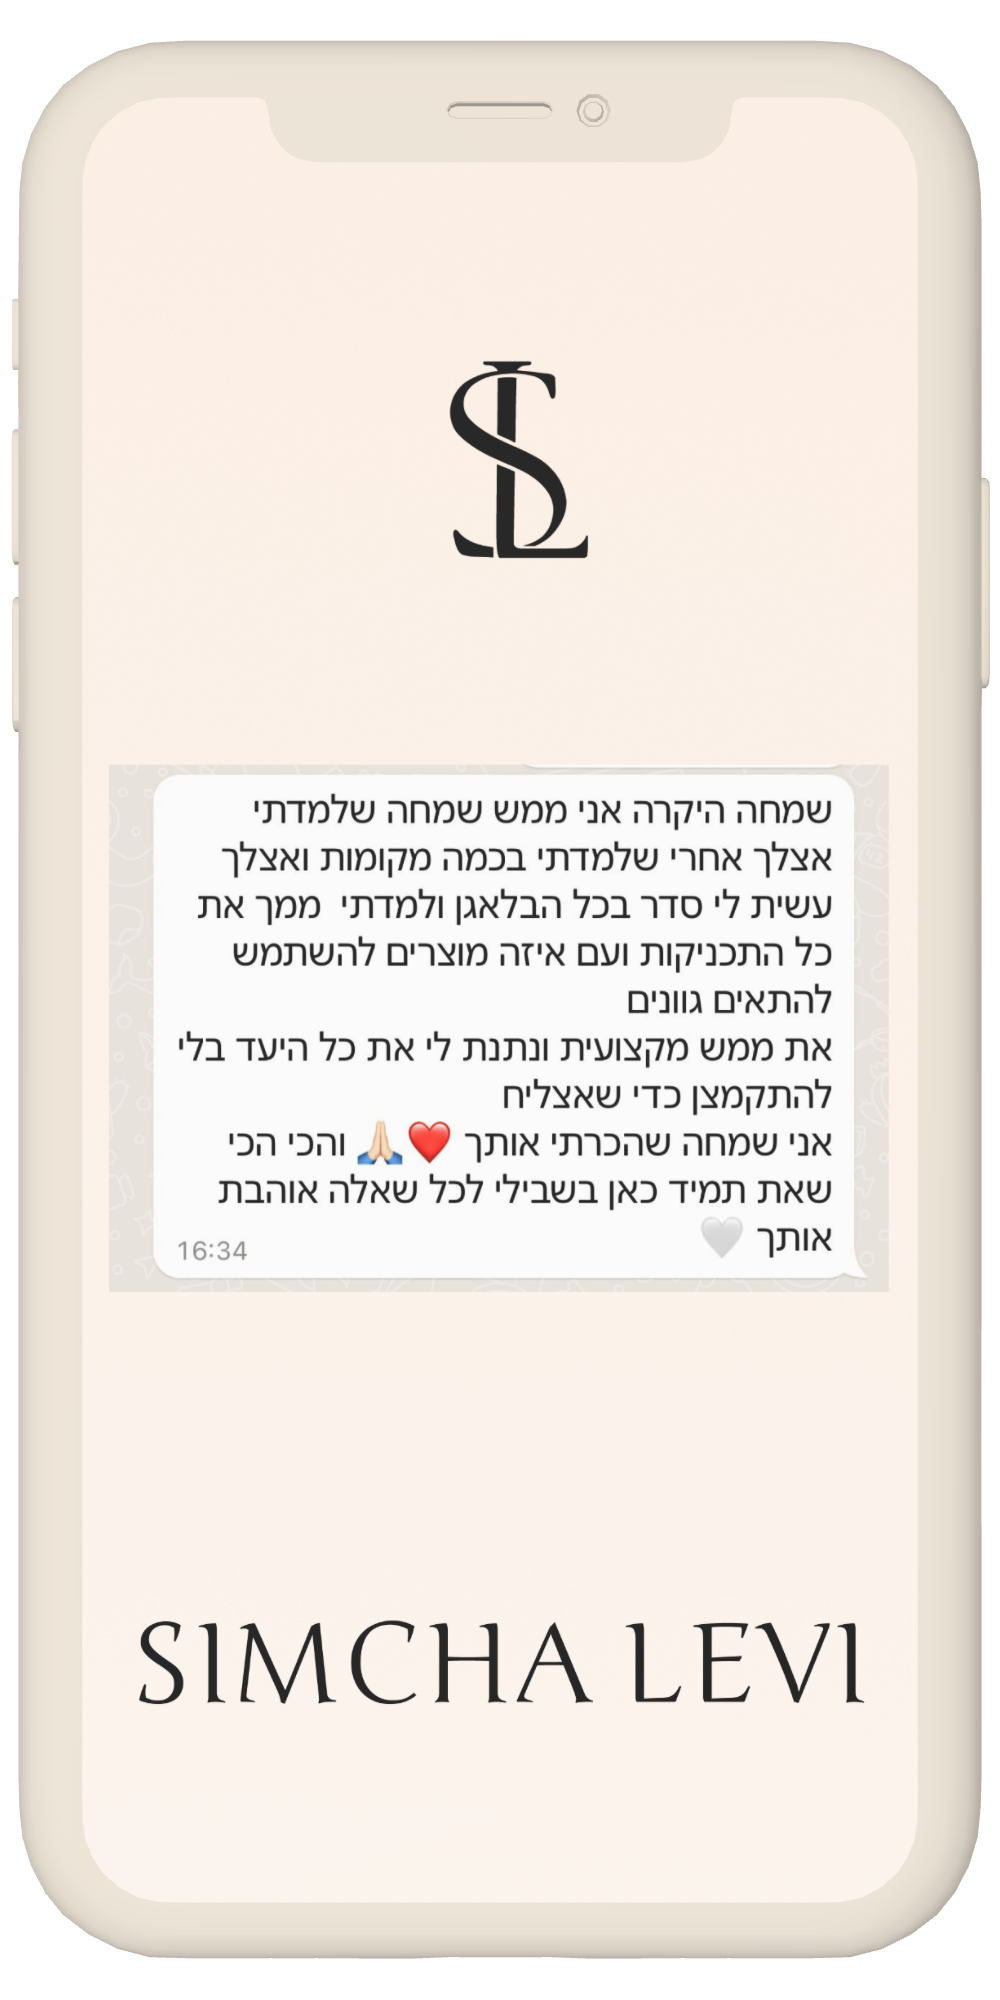 SL
שמחה היקרה אני ממש שמחה שלמדתי
אצלך אחרי שלמדתי בכמה מקומות ואצלך
עשית לי סדר בכל הבלאגן ולמדתי  ממך את
כל התכניקות ועם איזה מוצרים להשתמש
להתאים גוונים
את ממש מקצועית ונתנת לי את כל היעד בלי
להתקמצן כדי שאצליח
אני שמחה שהכרתי אותך ❤️🙏🏻 והכי הכי
שאת תמיד כאן בשבילי לכל שאלה אוהבת
אותך 🤍
16:34
SIMCHA LEVI